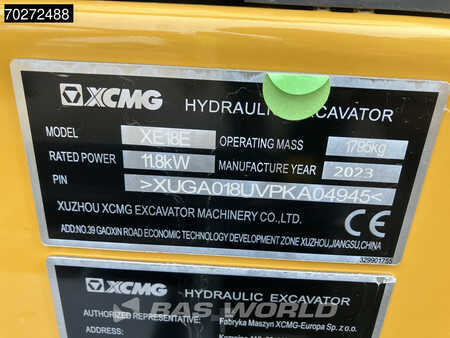 70272488
XCMG HYDRAULIC EXCAVATOR
MODEL XE18E OPERATING MASS 1795kg
RATED POWER 11.8kW MANUFACTURE YEAR 2023
PIN >XUGA018UVPKA04945<
XUZHOU XCMG EXCAVATOR MACHINERY CO.,LTD.
ADD:NO.39 GAOXIN ROAD ECONOMIC TECHNOLOGY DEVELOPMENT ZONE XUZHOU,JIANGSU,CHINA
329901755
XCMG HYDRAULIC EXCAVATOR
BAS WORLD
AUTHORIZED REPRESENTATIVE: Fabryka Maszyn XCMG-Europa Sp. z o.o.
ADDRESS: